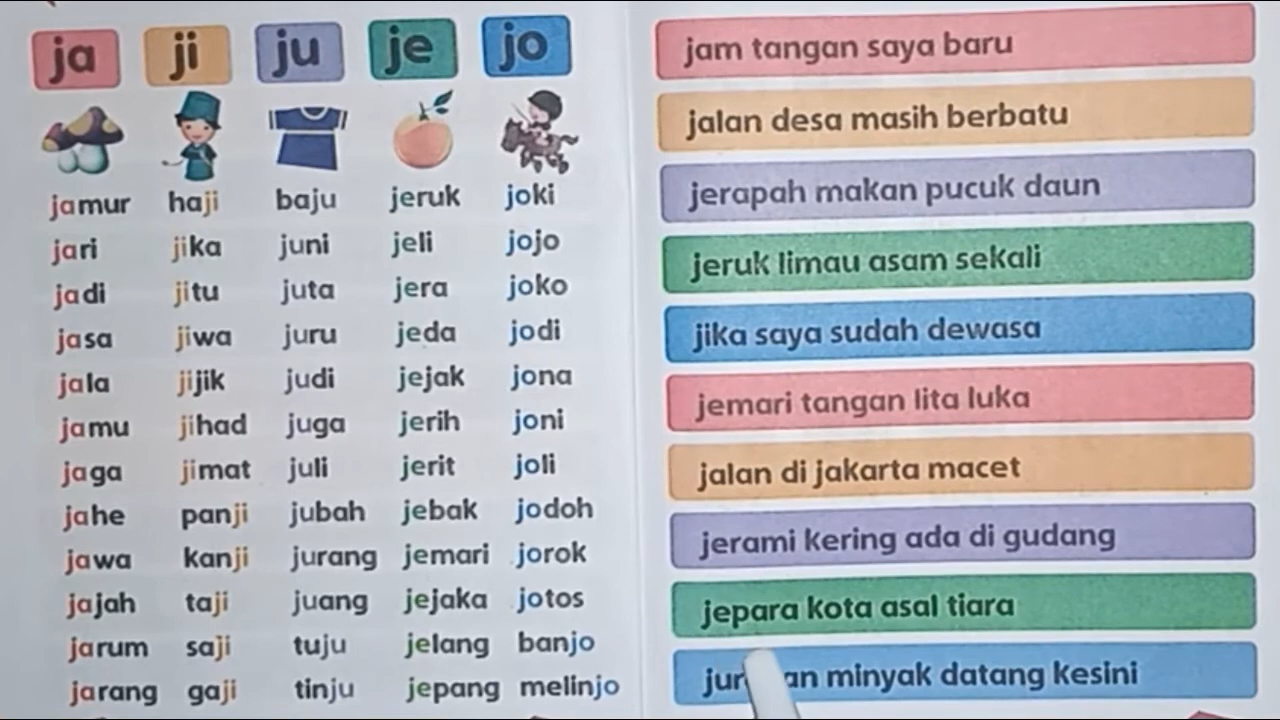 ja ji ju je jo
jamur haji baju jeruk joki
jari jika juni jeli jojo
jadi jitu juta jera joko
jasa jiwa juru jeda jodi
jala jijik judi jejak jona
jamu jihad juga jerih joni
jaga jimat juli jerit joli
jahe panji jubah jebak jodoh
jawa kanji jurang jemari jorok
jajah taji juang jejaka jotos
jarum saji tuju jelang banjo
jarang gaji tinju jepang melinjo
jam tangan saya baru
jalan desa masih berbatu
jerapah makan pucuk daun
jeruk limau asam sekali
jika saya sudah dewasa
jemari tangan lita luka
jalan di jakarta macet
jerami kering ada di gudang
jepara kota asal tiara
minyak datang kesini